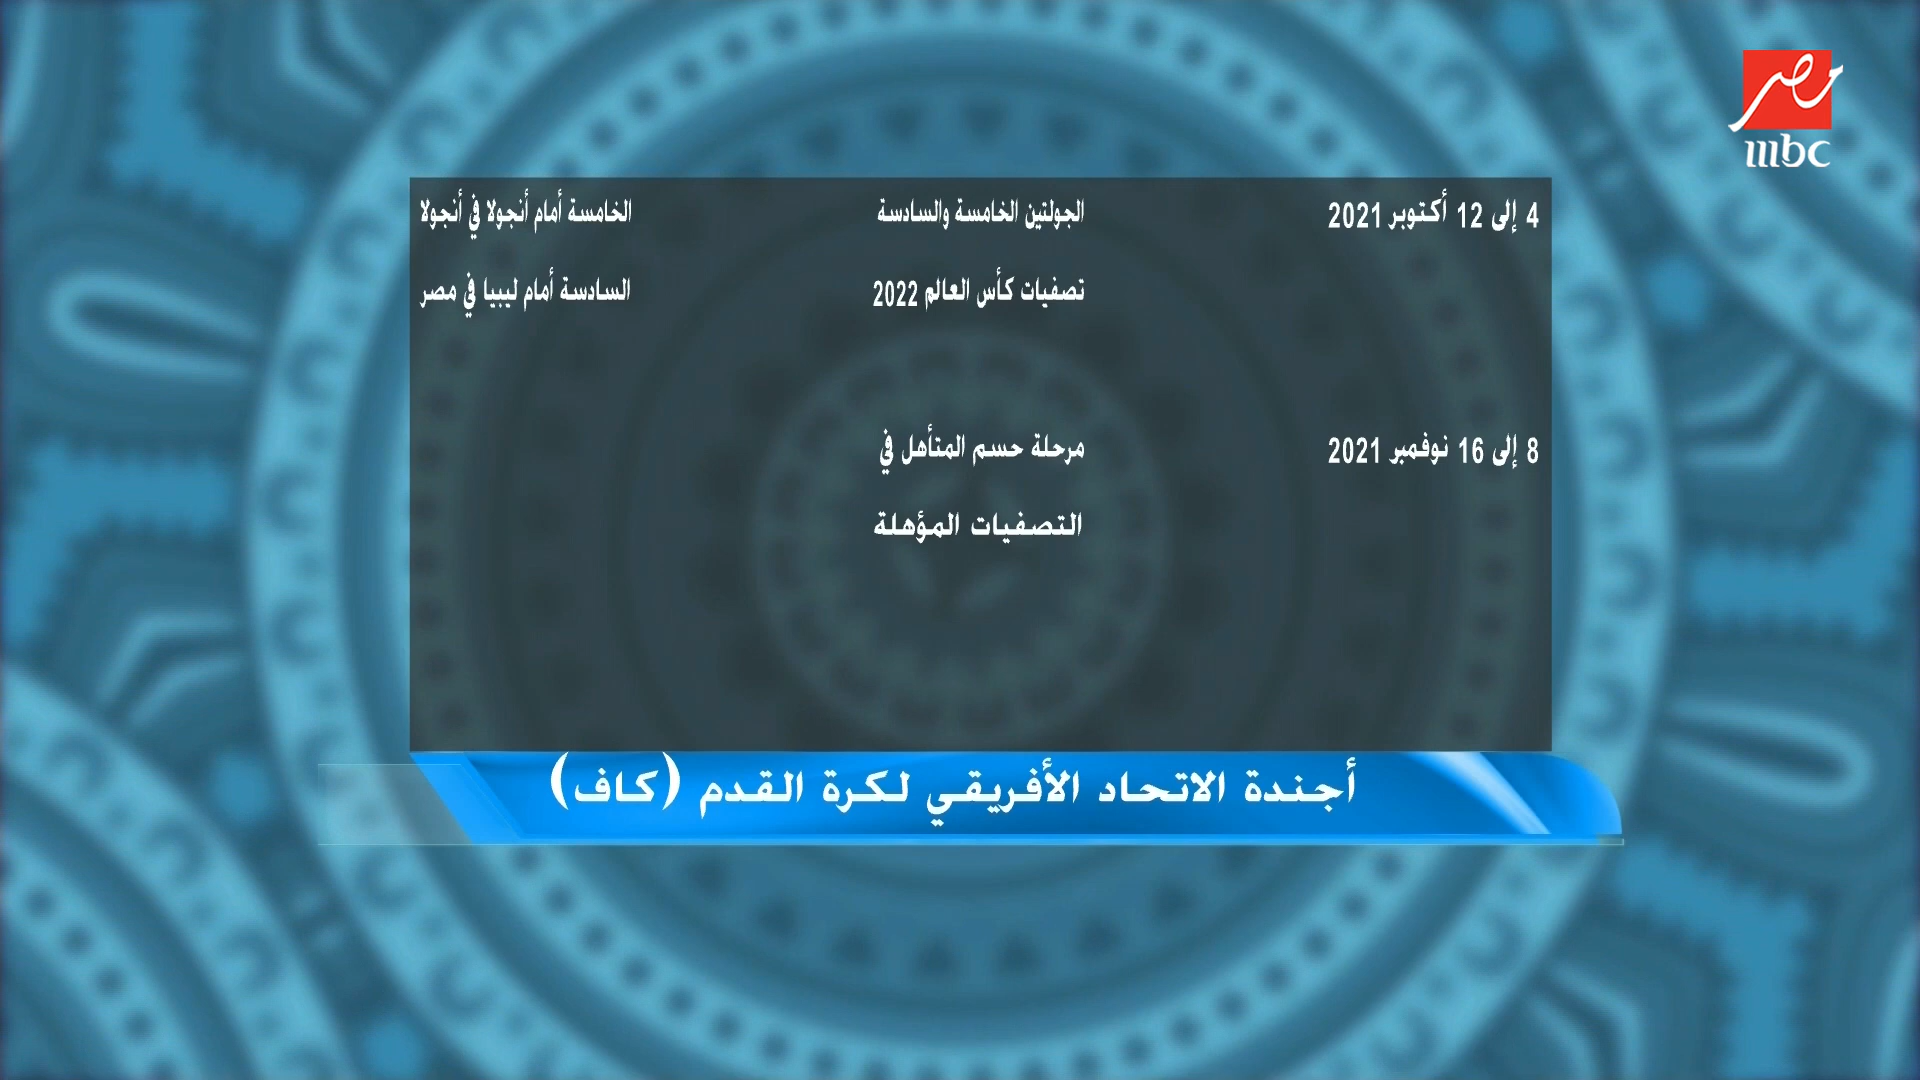 مصر
mbc
4 إلى 12 أكتوبر 2021 الجولتين الخامسة والسادسة الخامسة أمام أنجولا في أنجولا
تصفيات كأس العالم 2022 السادسة أمام ليبيا في مصر
8 إلى 16 نوفمبر 2021 مرحلة حسم المتأهل في
التصفيات المؤهلة
أجندة الاتحاد الأفريقي لكرة القدم (كاف)